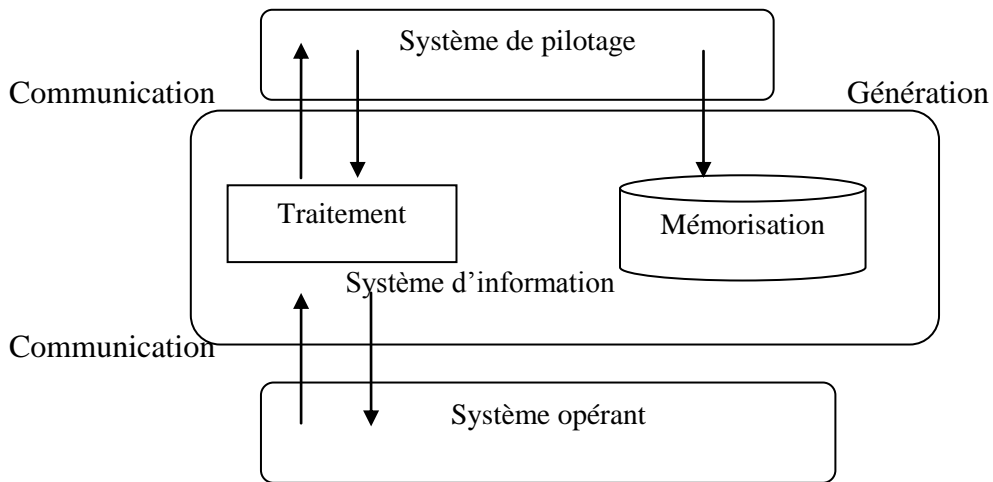 Système de pilotage
Communication
Génération
Traitement
Mémorisation
Système d’information
Communication
Système opérant